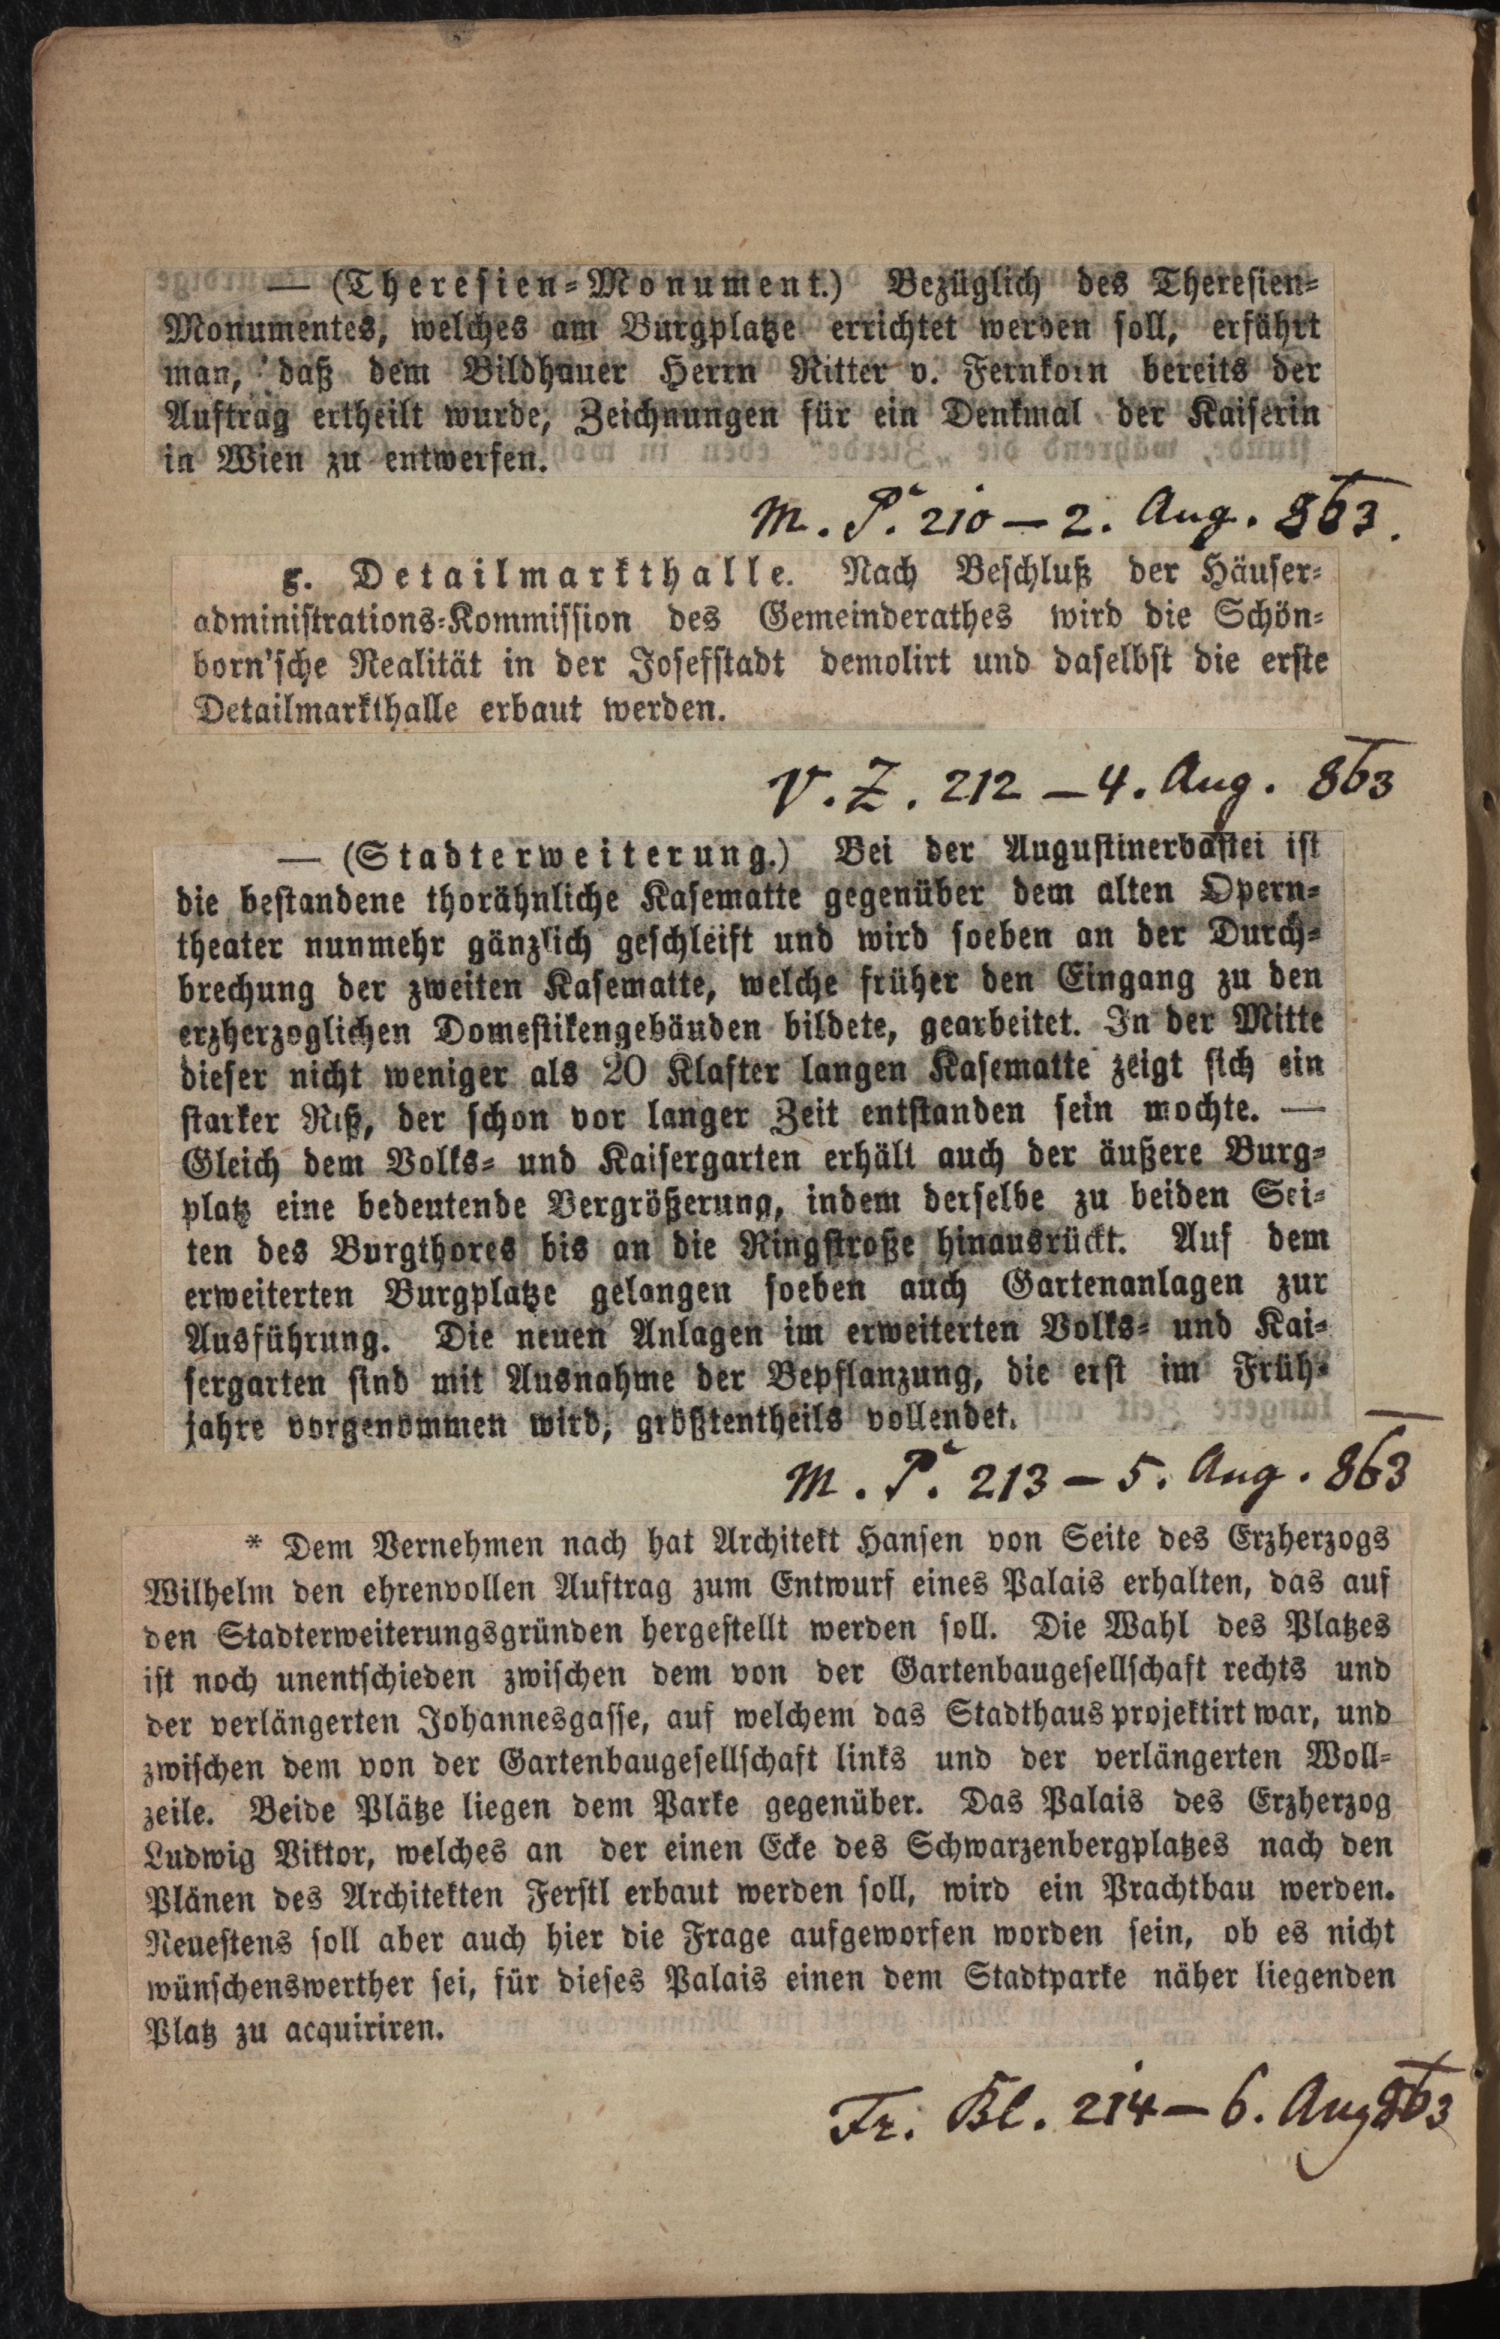 — (Theresien-Monument.) Bezüglich des Theresien-
Monumentes, welches am Burgplatze errichtet werden soll, erfährt
man, daß dem Bildhauer Herrn Ritter v. Fernkorn bereits der
Auftrag ertheilt wurde, Zeichnungen für ein Denkmal der Kaiserin
in Wien zu entwerfen.
M. P. 210 — 2. Aug. 863.
g. Detailmarkthalle. Nach Beschluß der Häuser-
administrations-Kommission des Gemeinderathes wird die Schön-
born'sche Realität in der Josefstadt demolirt und daselbst die erste
Detailmarkthalle erbaut werden.
V. Z. 212 — 4. Aug. 863
— (Stadterweiterung.) Bei der Augustinerbastei ist
die bestandene thorähnliche Kasematte gegenüber dem alten Opern-
theater nunmehr gänzlich geschleift und wird soeben an der Durch-
brechung der zweiten Kasematte, welche früher den Eingang zu den
erzherzoglichen Domestikengebäuden bildete, gearbeitet. In der Mitte
dieser nicht weniger als 20 Klafter langen Kasematte zeigt sich ein
starker Riß, der schon vor langer Zeit entstanden sein mochte. —
Gleich dem Volks- und Kaisergarten erhält auch der äußere Burg-
platz eine bedeutende Vergrößerung, indem derselbe zu beiden Sei-
ten des Burgthores bis an die Ringstroße hinausrückt. Auf dem
erweiterten Burgplatze gelangen soeben auch Gartenanlagen zur
Ausführung. Die neuen Anlagen im erweiterten Volks- und Kai-
sergarten sind mit Ausnahme der Bepflanzung, die erst im Früh-
jahre vorgenommen wird, größtentheils vollendet.
M. P. 213 — 5. Aug. 863
* Dem Vernehmen nach hat Architekt Hansen von Seite des Erzherzogs
Wilhelm den ehrenvollen Auftrag zum Entwurf eines Palais erhalten, das auf
den Stadterweiterungsgründen hergestellt werden soll. Die Wahl des Platzes
ist noch unentschieden zwischen dem von der Gartenbaugesellschaft rechts und
der verlängerten Johannesgasse, auf welchem das Stadthaus projektirt war, und
zwischen dem von der Gartenbaugesellschaft links und der verlängerten Woll-
zeile. Beide Plätze liegen dem Parke gegenüber. Das Palais des Erzherzog
Ludwig Viktor, welches an der einen Ecke des Schwarzenbergplatzes nach den
Plänen des Architekten Ferstl erbaut werden soll, wird ein Prachtbau werden.
Neuestens soll aber auch hier die Frage aufgeworfen worden sein, ob es nicht
wünschenswerther sei, für dieses Palais einen dem Stadtparke näher liegenden
Platz zu acquiriren.
Fr. Bl. 214 — 6. Aug 863